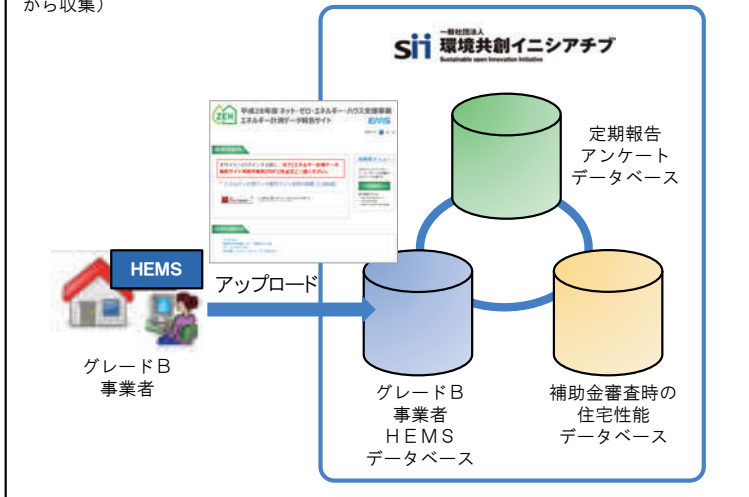 から収集）
一般社団法人
sii 環境共創イニシアチブ
Sustainable open Innovation Initiative
ZEH
平成28年度 ネット・ゼロ・エネルギー・ハウス支援事業
エネルギー計測データ報告サイト
EMS
定期報告
アンケート
データベース
HEMS
アップロード
グレードＢ
事業者
グレードＢ
事業者
ＨＥＭＳ
データベース
補助金審査時の
住宅性能
データベース